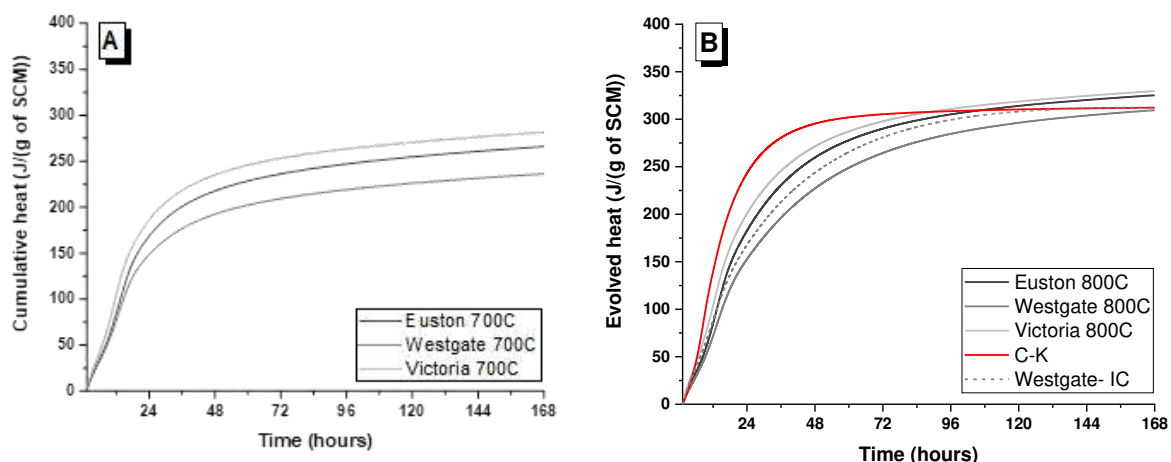 A
Cumulative heat (J/(g of SCM))
400
350
300
250
200
150
100
50
0
24 48 72 96 120 144 168
Time (hours)
Euston 700C
Westgate 700C
Victoria 700C
B
Evolved heat (J/(g of SCM))
400
350
300
250
200
150
100
50
0
24 48 72 96 120 144 168
Time (hours)
Euston 800C
Westgate 800C
Victoria 800C
C-K
Westgate- IC